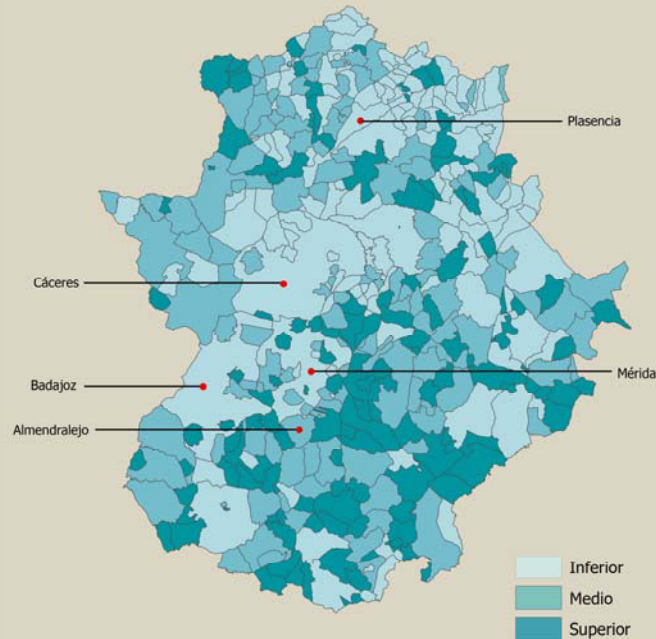 Plasencia
Cáceres
Mérida
Badajoz
Almendralejo
Inferior
Medio
Superior